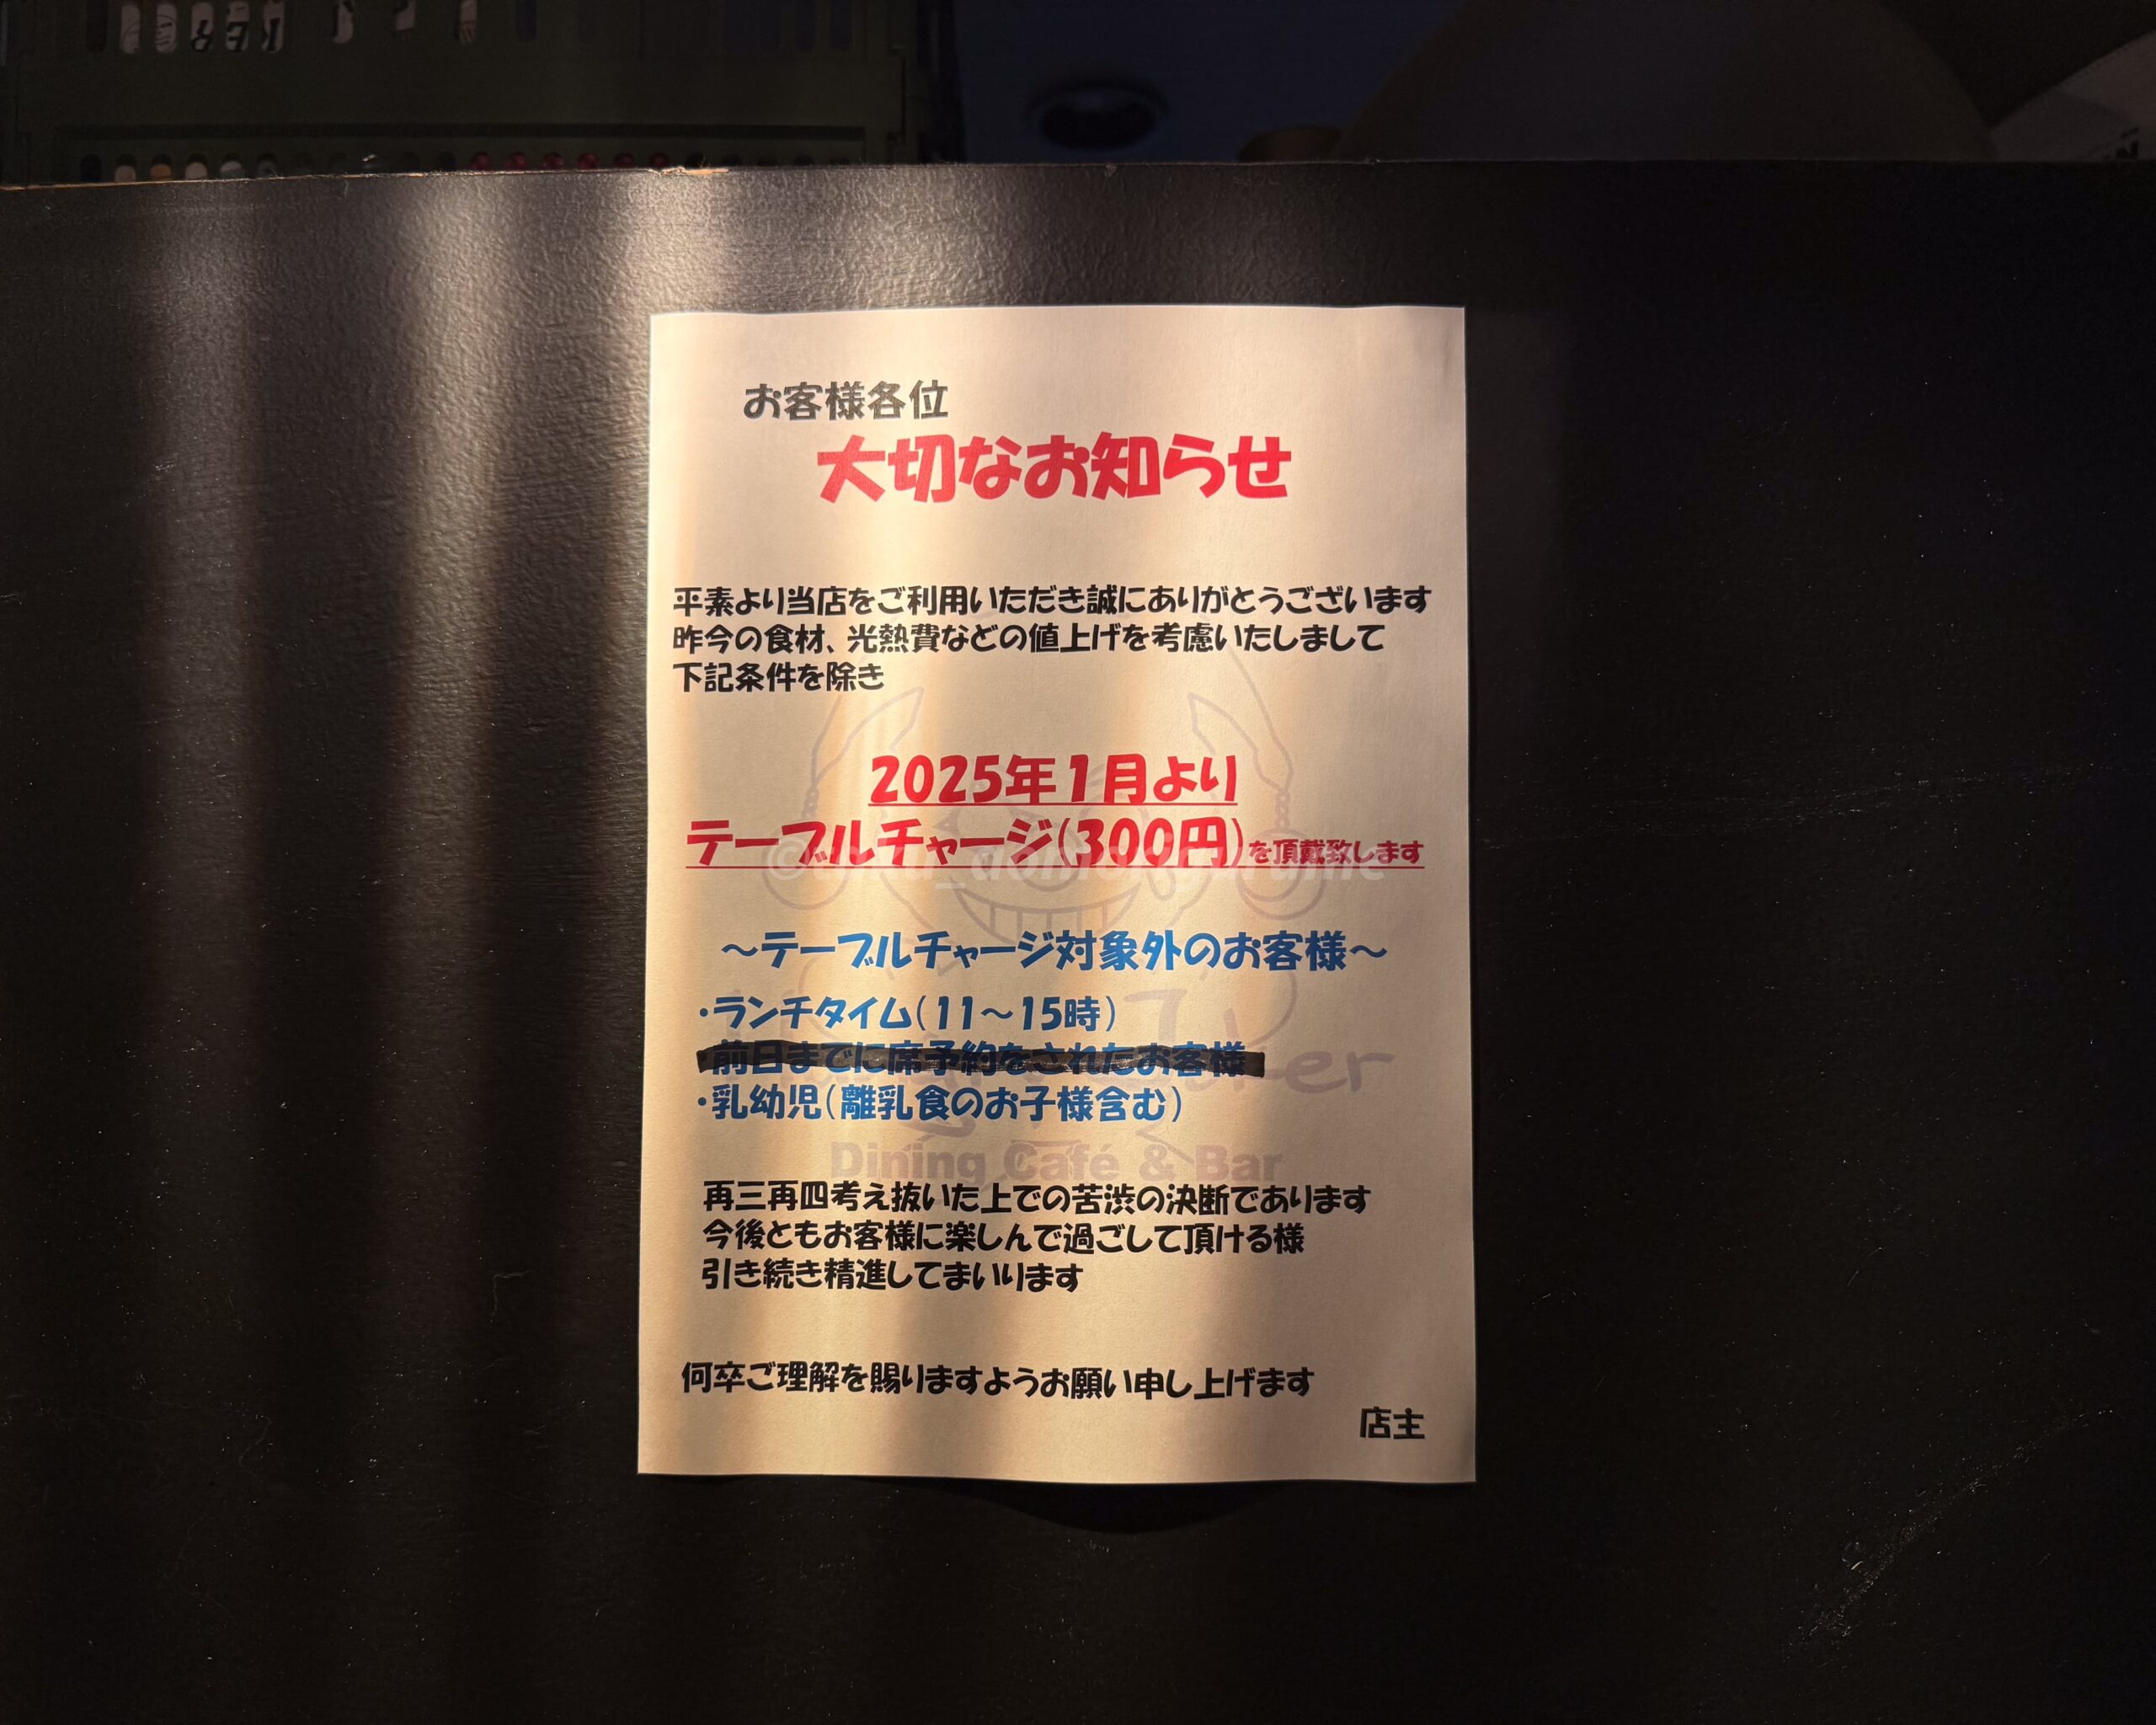 お客様各位
大切なお知らせ
平素より当店をご利用いただき誠にありがとうございます
昨今の食材、光熱費などの値上げを考慮いたしまして
下記条件を除き
2025年1月より
テーブルチャージ(300円)を頂戴致します
～テーブルチャージ対象外のお客様～
・ランチタイム(11～15時)
・前日までに席予約をされたお客様
・乳幼児(離乳食のお子様含む)
Dining Café & Bar
再三再四考え抜いた上での苦渋の決断であります
今後ともお客様に楽しんで過ごして頂ける様
引き続き精進してまいります
何卒ご理解を賜りますようお願い申し上げます
店主